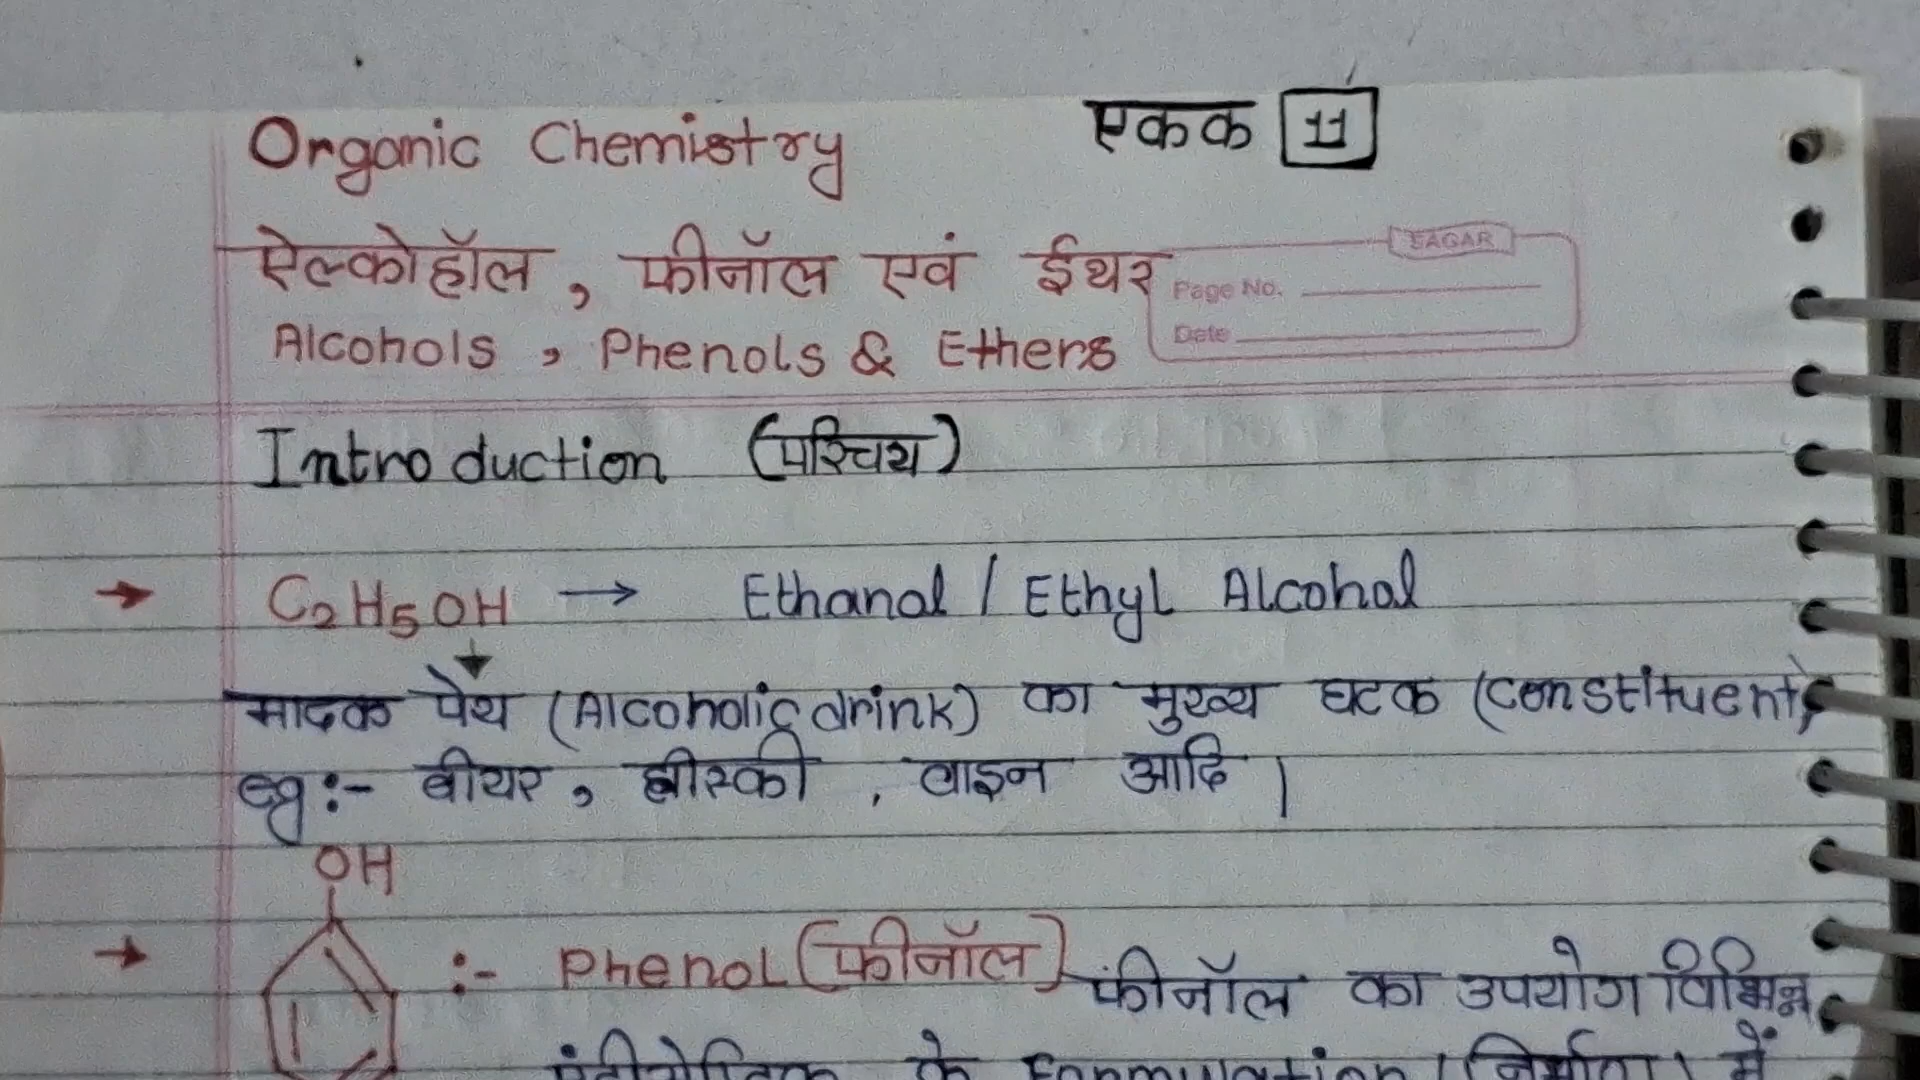 Organic Chemistry एकक 11
ऐल्कोहॉल, फीनॉल एवं ईथर
SAGAR
Page No.
Date
Alcohols, Phenols & Ethers
Introduction (परिचय)
→ C₂H₅OH → Ethanol / Ethyl Alcohol
↓
मादक पेय (Alcoholic drink) का मुख्य घटक (constituent)
eg:- बीयर, व्हीस्की, वाइन आदि।
OH
→ :- Phenol (फीनॉल) फीनॉल का उपयोग विभिन्न
के Formulation (निर्माण) में